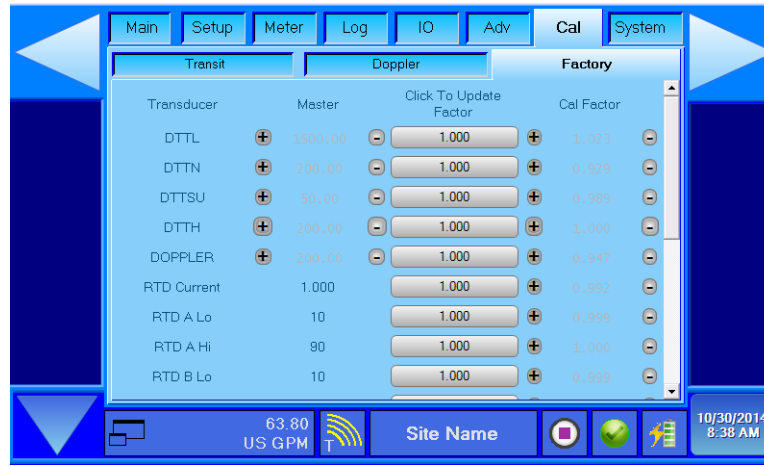 Main Setup Meter Log IO Adv Cal System
Transit Doppler Factory
Transducer Master Click To Update Factor Cal Factor
DTTL 1500.00 1.000 1.023
DTTN 200.00 1.000 0.929
DTTSU 50.00 1.000 0.989
DTTH 200.00 1.000 1.000
DOPPLER 200.00 1.000 0.947
RTD Current 1.000 1.000 0.992
RTD A Lo 10 1.000 0.999
RTD A Hi 90 1.000 1.000
RTD B Lo 10 1.000 0.999
63.80
US GPM T Site Name
10/30/2014
8:38 AM